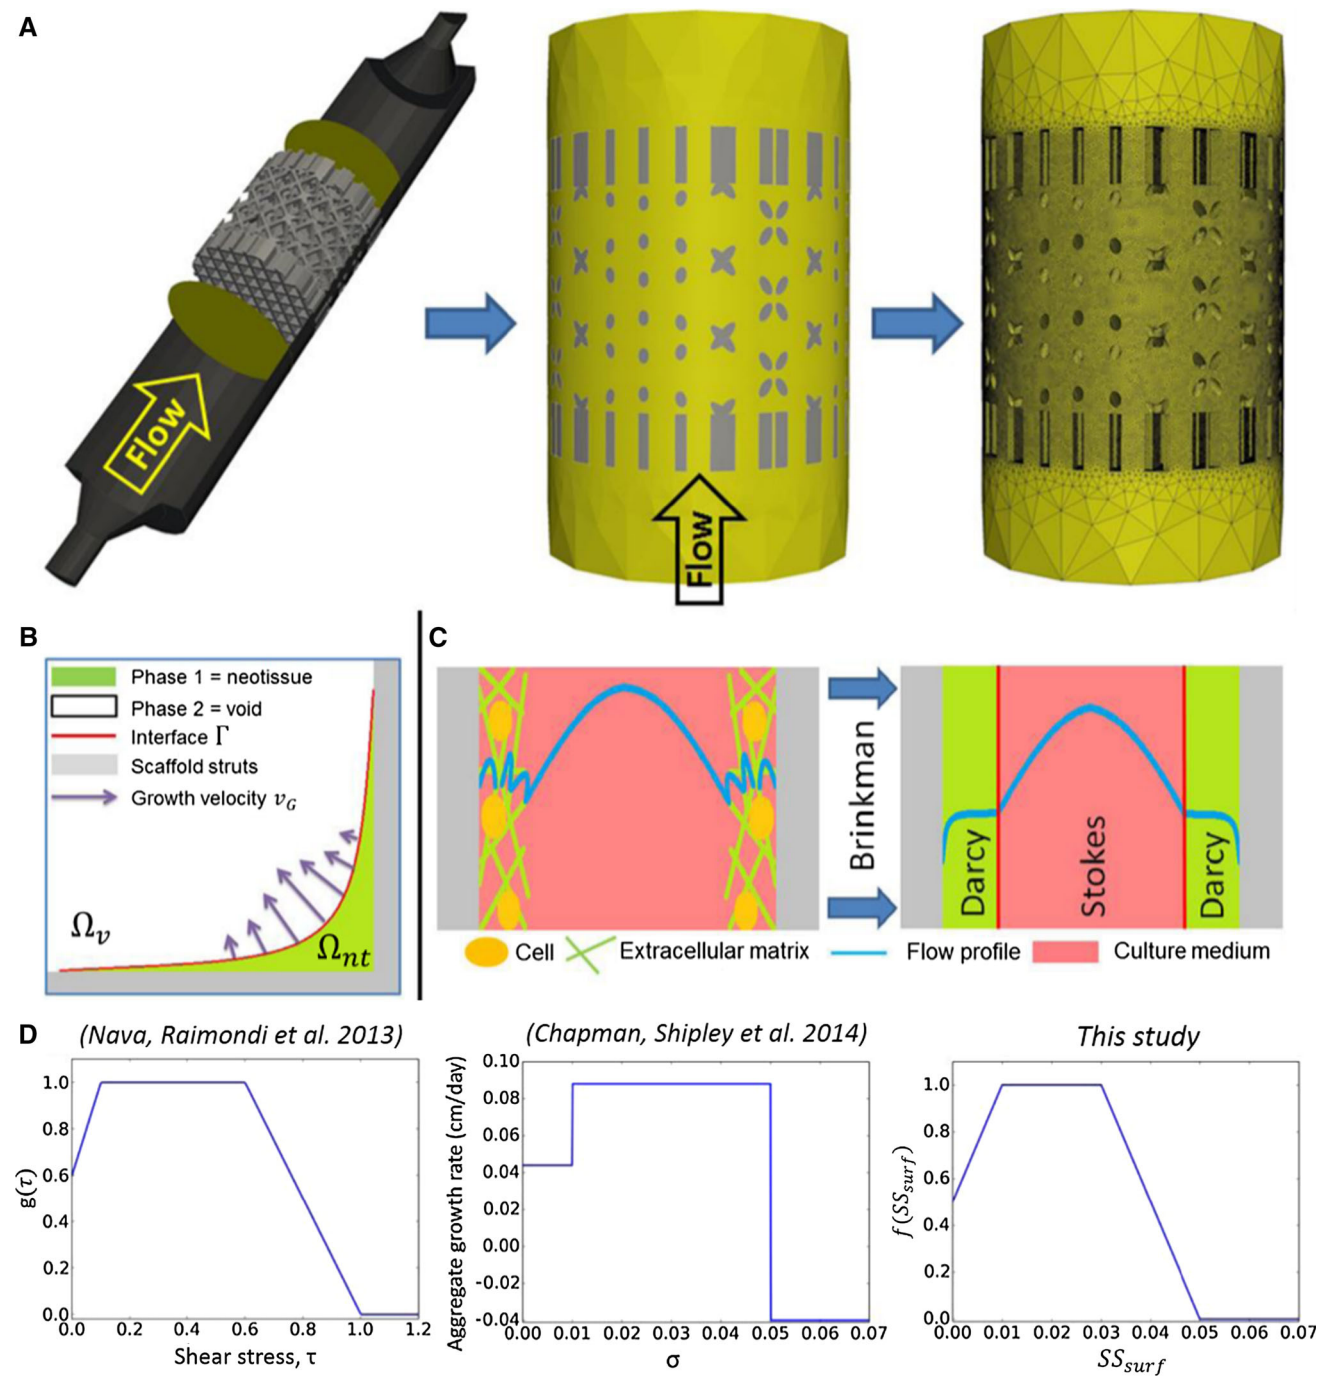 A
Flow
Flow
B
Phase 1 = neotissue
Phase 2 = void
Interface Γ
Scaffold struts
Growth velocity v_G
Ω_v
Ω_nt
C
Brinkman
Darcy
Stokes
Darcy
Cell
Extracellular matrix
Flow profile
Culture medium
D
(Nava, Raimondi et al. 2013)
g(τ)
1.0
0.8
0.6
0.4
0.2
0.0
0.0 0.2 0.4 0.6 0.8 1.0 1.2
Shear stress, τ
(Chapman, Shipley et al. 2014)
Aggregate growth rate (cm/day)
0.10
0.08
0.06
0.04
0.02
0.00
-0.02
-0.04
0.00 0.01 0.02 0.03 0.04 0.05 0.06 0.07
σ
This study
f(SS_surf)
1.0
0.8
0.6
0.4
0.2
0.0
0.00 0.01 0.02 0.03 0.04 0.05 0.06 0.07
SS_surf